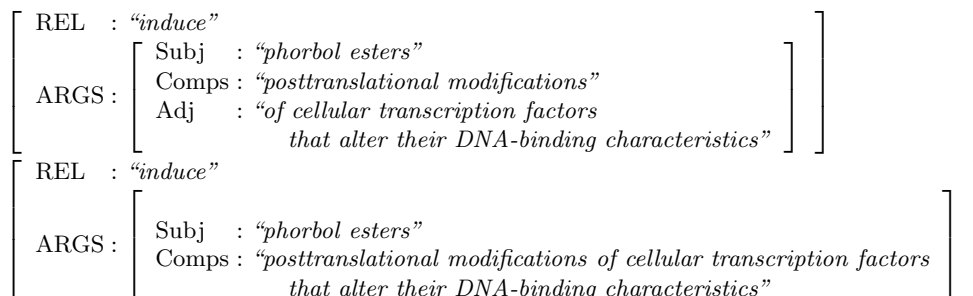 REL : “induce”
Subj : “phorbol esters”
Comps : “posttranslational modifications”
ARGS :
Adj : “of cellular transcription factors
that alter their DNA-binding characteristics”
REL : “induce”
Subj : “phorbol esters”
ARGS :
Comps : “posttranslational modifications of cellular transcription factors
that alter their DNA-binding characteristics”